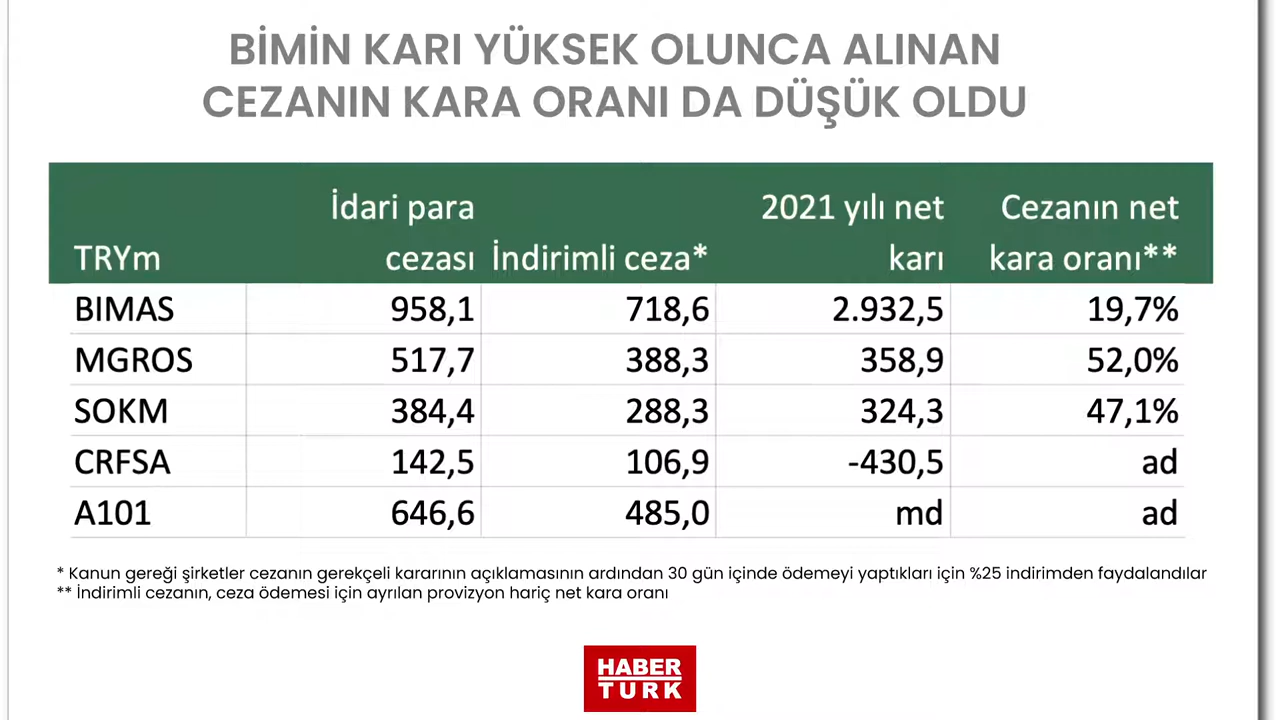 BİMİN KARI YÜKSEK OLUNCA ALINAN
CEZANIN KARA ORANI DA DÜŞÜK OLDU
TRYm İdari para cezası İndirimli ceza* 2021 yılı net karı Cezanın net kara oranı**
BIMAS 958,1 718,6 2.932,5 19,7%
MGROS 517,7 388,3 358,9 52,0%
SOKM 384,4 288,3 324,3 47,1%
CRFSA 142,5 106,9 -430,5 ad
A101 646,6 485,0 md ad
* Kanun gereği şirketler cezanın gerekçeli kararının açıklamasının ardından 30 gün içinde ödemeyi yaptıkları için %25 indirimden faydalandılar
** İndirimli cezanın, ceza ödemesi için ayrılan provizyon hariç net kara oranı
HABER
TURK